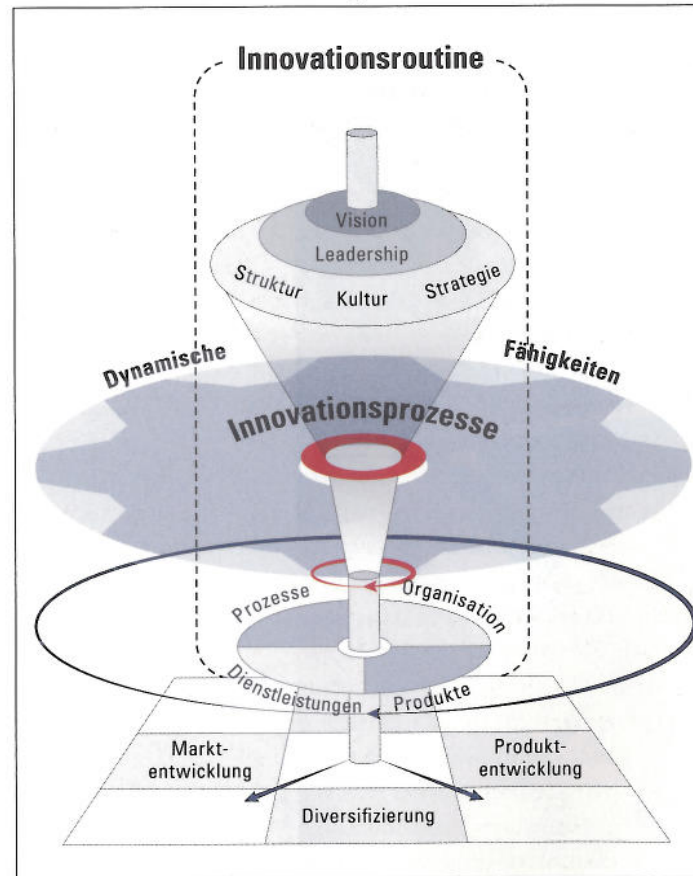 Innovationsroutine
Vision
Leadership
Struktur Kultur Strategie
Dynamische Fähigkeiten
Innovationsprozesse
Prozesse Organisation
Dienstleistungen Produkte
Markt-
entwicklung
Produkt-
entwicklung
Diversifizierung